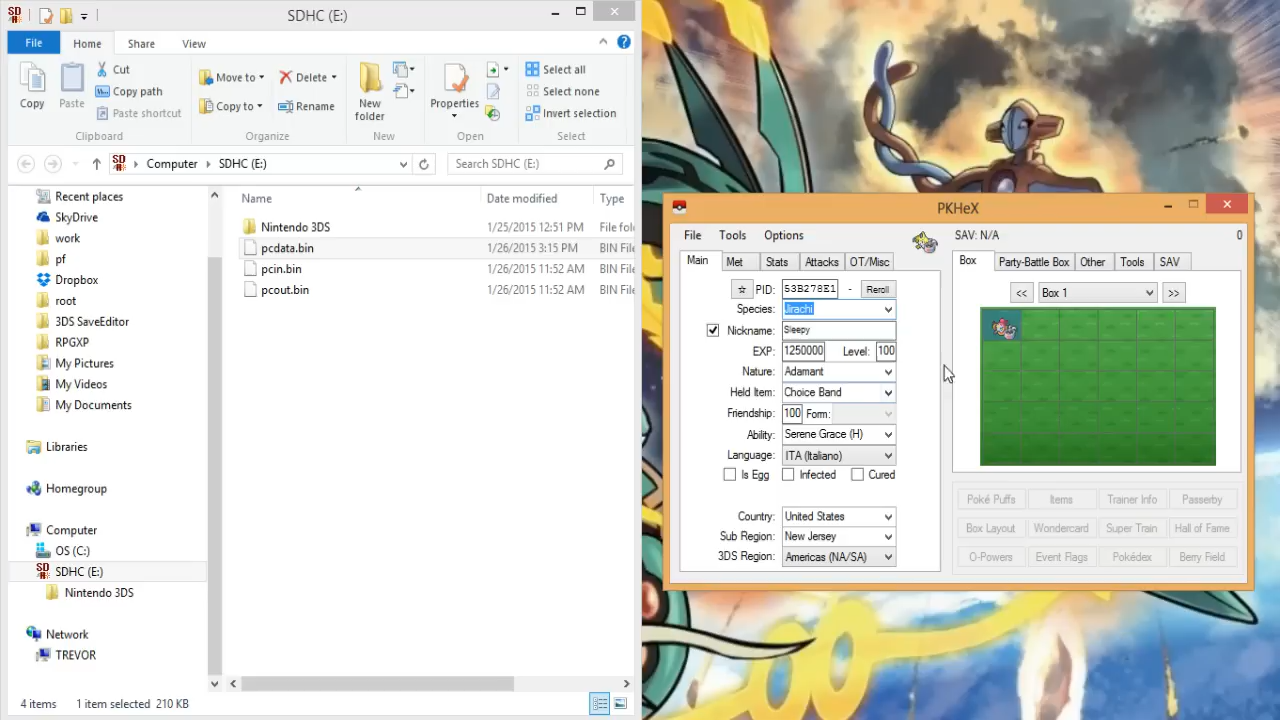 SDHC (E:)
File
Home
Share
View
Copy
Paste
Cut
Copy path
Paste shortcut
Clipboard
Move to
Copy to
Delete
Rename
Organize
New folder
New
Properties
Open
Select all
Select none
Invert selection
Select
Computer
SDHC (E:)
Search SDHC (E:)
Recent places
SkyDrive
work
pf
Dropbox
root
3DS SaveEditor
RPGXP
My Pictures
My Videos
My Documents
Libraries
Homegroup
Computer
OS (C:)
SDHC (E:)
Nintendo 3DS
Network
TREVOR
Name Date modified Type
Nintendo 3DS 1/25/2015 12:51 PM File fol
pcdata.bin 1/26/2015 3:15 PM BIN File
pcin.bin 1/26/2015 11:52 AM BIN File
pcout.bin 1/26/2015 11:52 AM BIN File
4 items 1 item selected 210 KB
PKHeX
File Tools Options
SAV: N/A 0
Main Met Stats Attacks OT/Misc
☆ PID: 53B278E1 - Reroll
Species: Jirachi
Nickname: Sleepy
EXP: 1250000 Level: 100
Nature: Adamant
Held Item: Choice Band
Friendship: 100 Form:
Ability: Serene Grace (H)
Language: ITA (Italiano)
Is Egg Infected Cured
Country: United States
Sub Region: New Jersey
3DS Region: Americas (NA/SA)
Box Party-Battle Box Other Tools SAV
<< Box 1 >>
Poké Puffs Items Trainer Info Passerby
Box Layout Wondercard Super Train Hall of Fame
O-Powers Event Flags Pokédex Berry Field